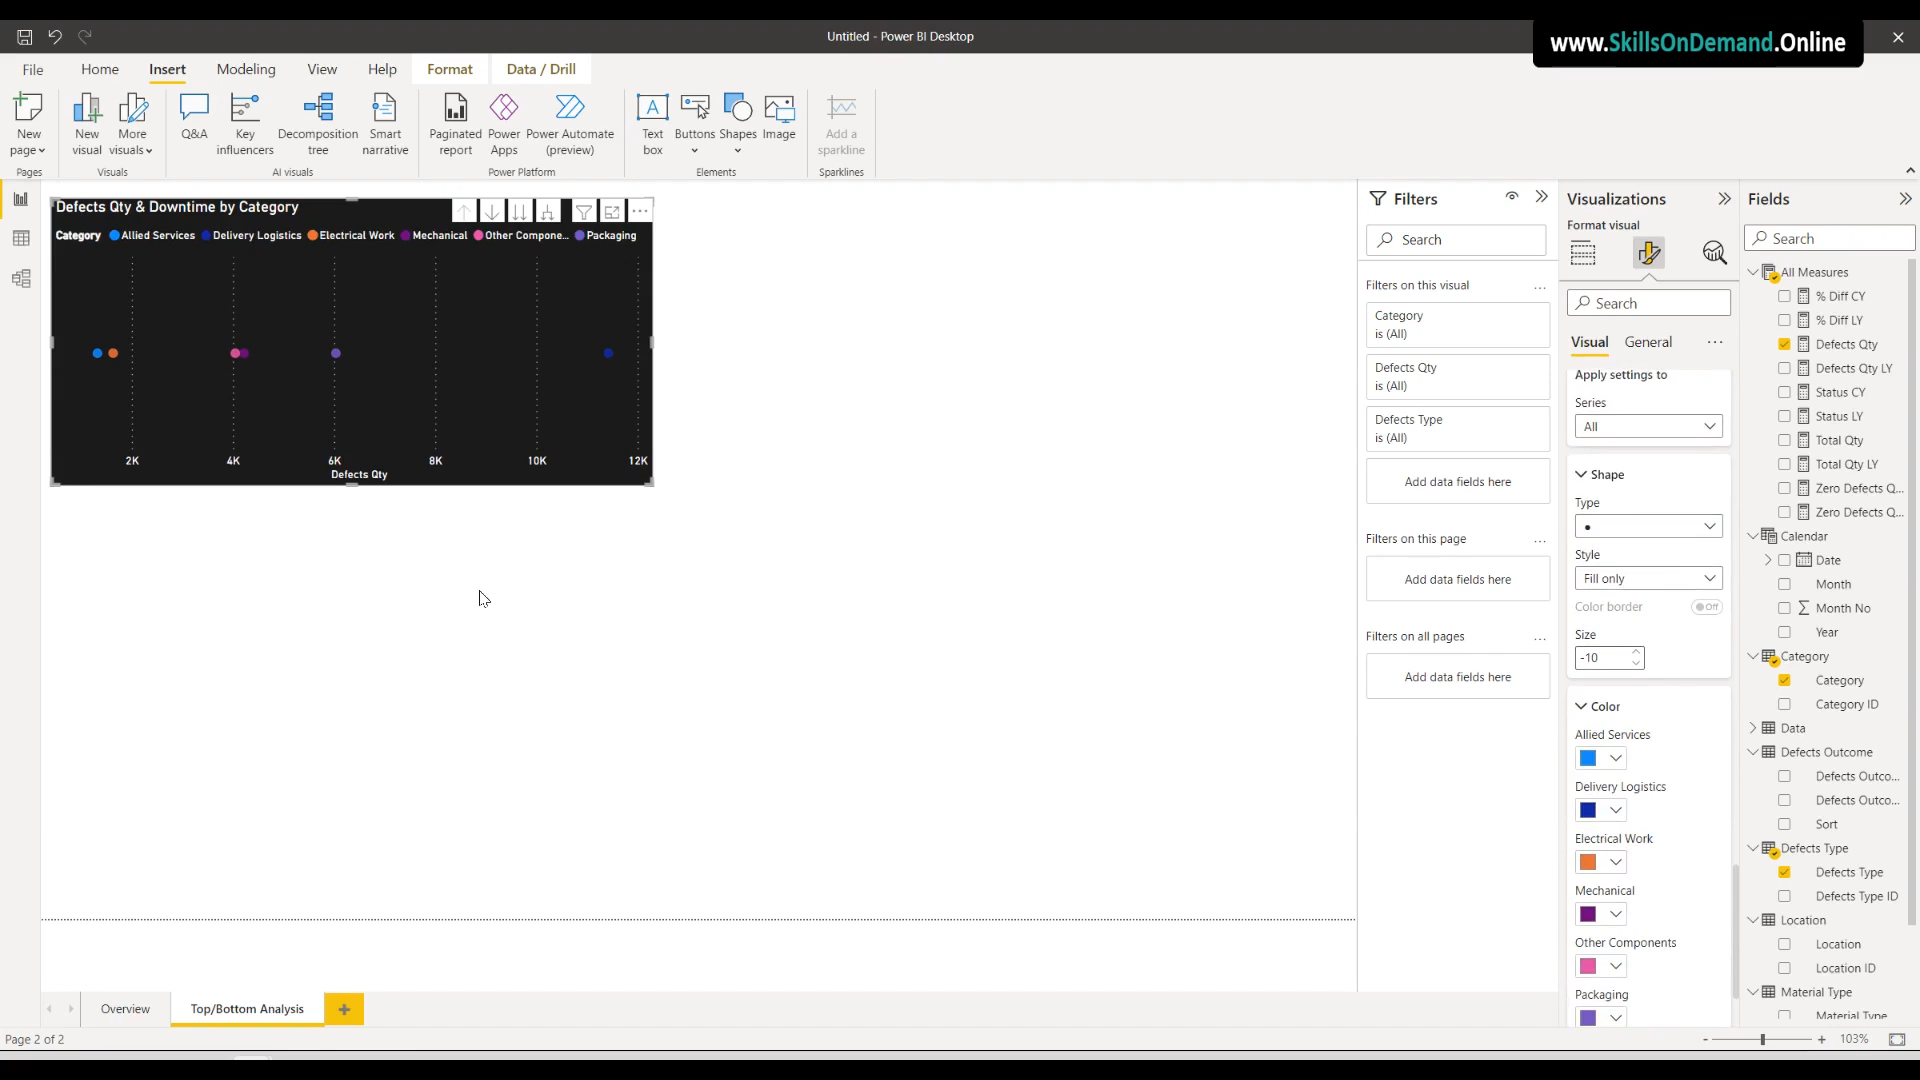 Untitled - Power BI Desktop
www.SkillsOnDemand.Online
File
Home
Insert
Modeling
View
Help
Format
Data / Drill
New page
New visual
More visuals
Q&A
Key influencers
Decomposition tree
Smart narrative
Paginated report
Power Apps
Power Automate (preview)
Text box
Buttons
Shapes
Image
Add a sparkline
Pages
Visuals
AI visuals
Power Platform
Elements
Sparklines
Defects Qty & Downtime by Category
Category Allied Services Delivery Logistics Electrical Work Mechanical Other Compone... Packaging
2K 4K 6K 8K 10K 12K
Defects Qty
Filters
Search
Filters on this visual
Category
is (All)
Defects Qty
is (All)
Defects Type
is (All)
Add data fields here
Filters on this page
Add data fields here
Filters on all pages
Add data fields here
Visualizations
Format visual
Search
Visual
General
Apply settings to
Series
All
Shape
Type
Style
Fill only
Color border
Off
Size
-10
Color
Allied Services
Delivery Logistics
Electrical Work
Mechanical
Other Components
Packaging
Fields
Search
All Measures
% Diff CY
% Diff LY
Defects Qty
Defects Qty LY
Status CY
Status LY
Total Qty
Total Qty LY
Zero Defects Q...
Zero Defects Q...
Calendar
Date
Month
Month No
Year
Category
Category
Category ID
Data
Defects Outcome
Defects Outco...
Defects Outco...
Sort
Defects Type
Defects Type
Defects Type ID
Location
Location
Location ID
Material Type
Material Type
Overview
Top/Bottom Analysis
Page 2 of 2
103%